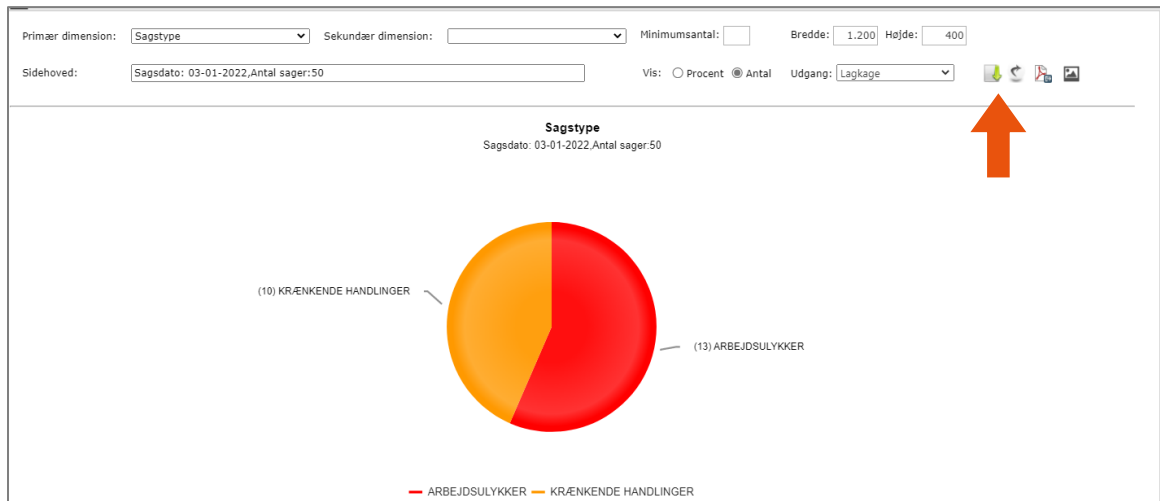 Primær dimension: Sagstype Sekundær dimension: Minimumsantal: Bredde: 1.200 Højde: 400
Sidehoved: Sagsdato: 03-01-2022,Antal sager:50 Vis: Procent Antal Udgang: Lagkage
Sagstype
Sagsdato: 03-01-2022,Antal sager:50
(10) KRÆNKENDE HANDLINGER
(13) ARBEJDSULYKKER
ARBEJDSULYKKER KRÆNKENDE HANDLINGER